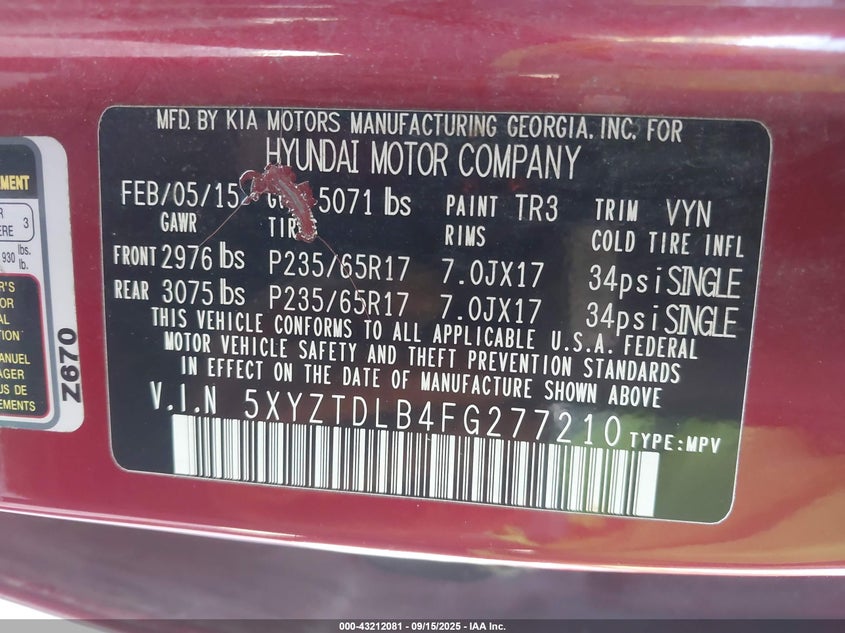 MFD. BY KIA MOTORS MANUFACTURING GEORGIA, INC. FOR
HYUNDAI MOTOR COMPANY
FEB/05/15 5071 lbs PAINT TR3 TRIM VYN
GAWR RIMS COLD TIRE INFL
FRONT 2976 lbs P235/65R17 7.0JX17 34psi SINGLE
REAR 3075 lbs P235/65R17 7.0JX17 34psi SINGLE
THIS VEHICLE CONFORMS TO ALL APPLICABLE U.S.A. FEDERAL
MOTOR VEHICLE SAFETY AND THEFT PREVENTION STANDARDS
IN EFFECT ON THE DATE OF MANUFACTURE SHOWN ABOVE
V.I.N 5XYZTDLB4FG277210 TYPE:MPV
3
930 lbs.
lb.
Z670
000-43212081 - 09/15/2025 - IAA Inc.